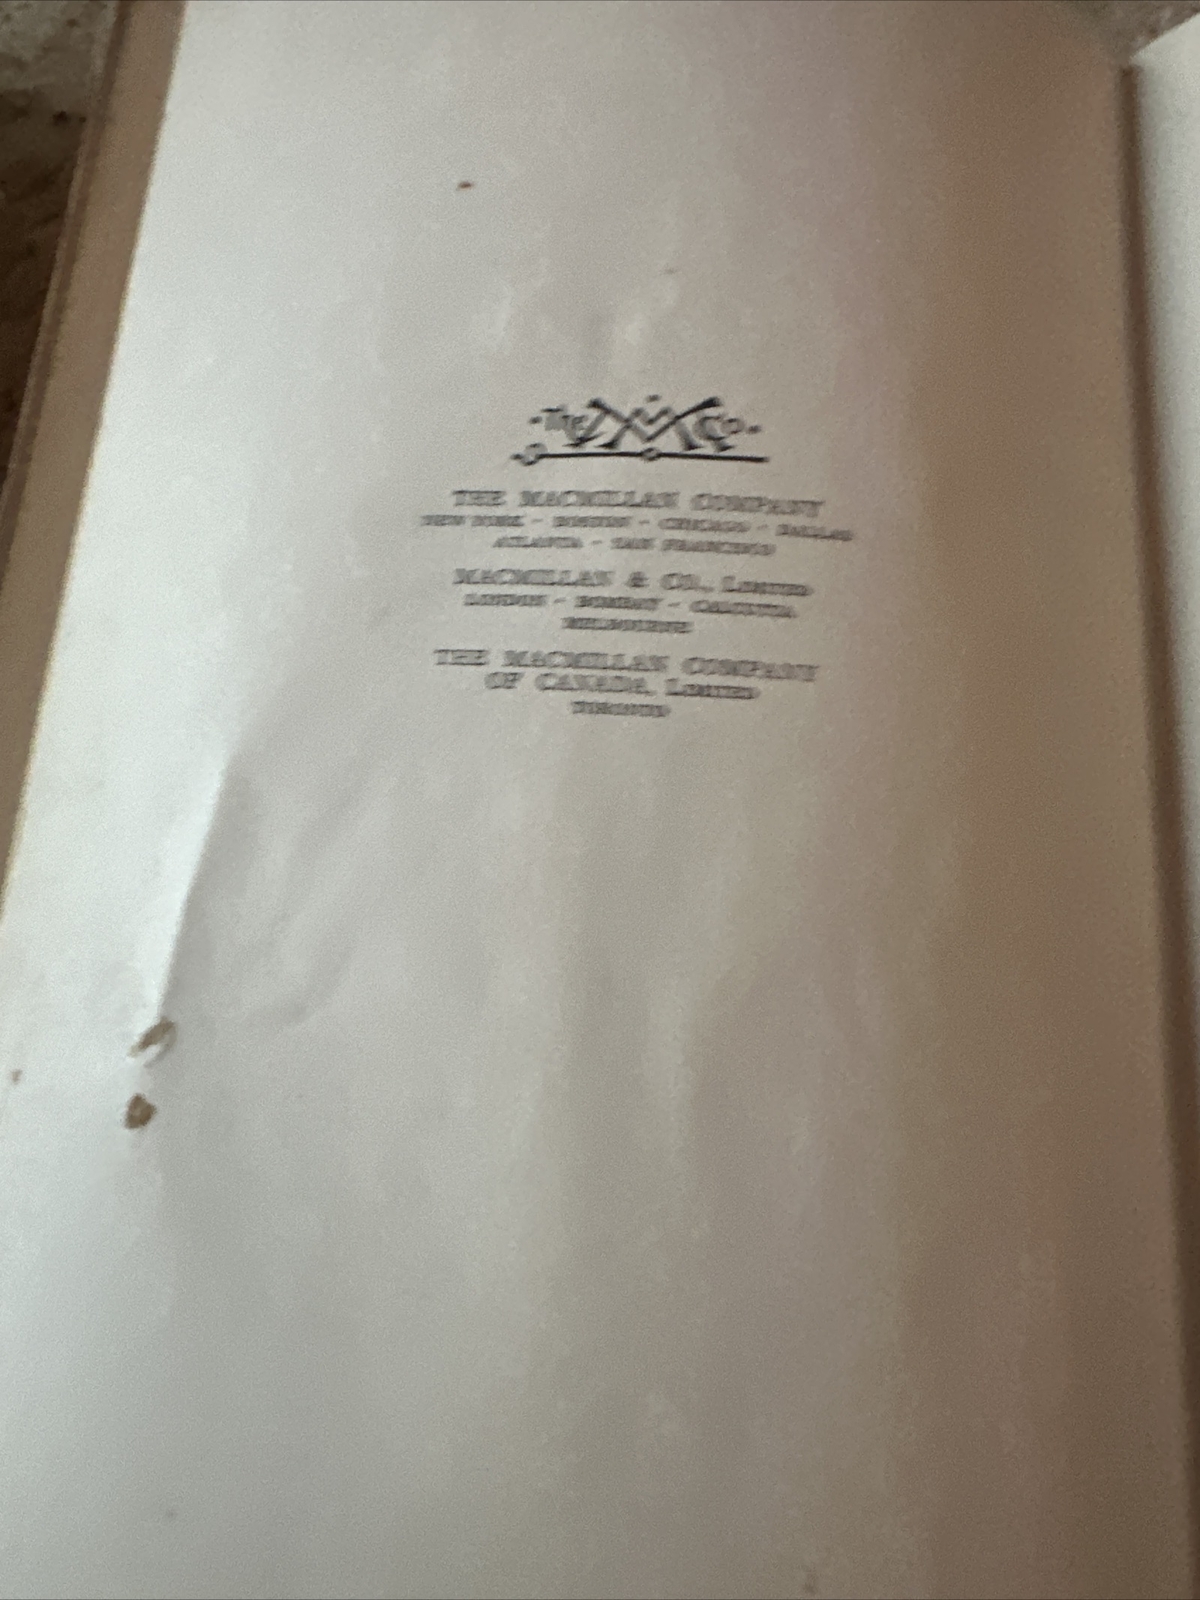 The M Co.
THE MACMILLAN COMPANY
NEW YORK - BOSTON - CHICAGO - DALLAS
ATLANTA - SAN FRANCISCO
MACMILLAN & CO., LIMITED
LONDON - BOMBAY - CALCUTTA
MELBOURNE
THE MACMILLAN COMPANY
OF CANADA, LIMITED
TORONTO